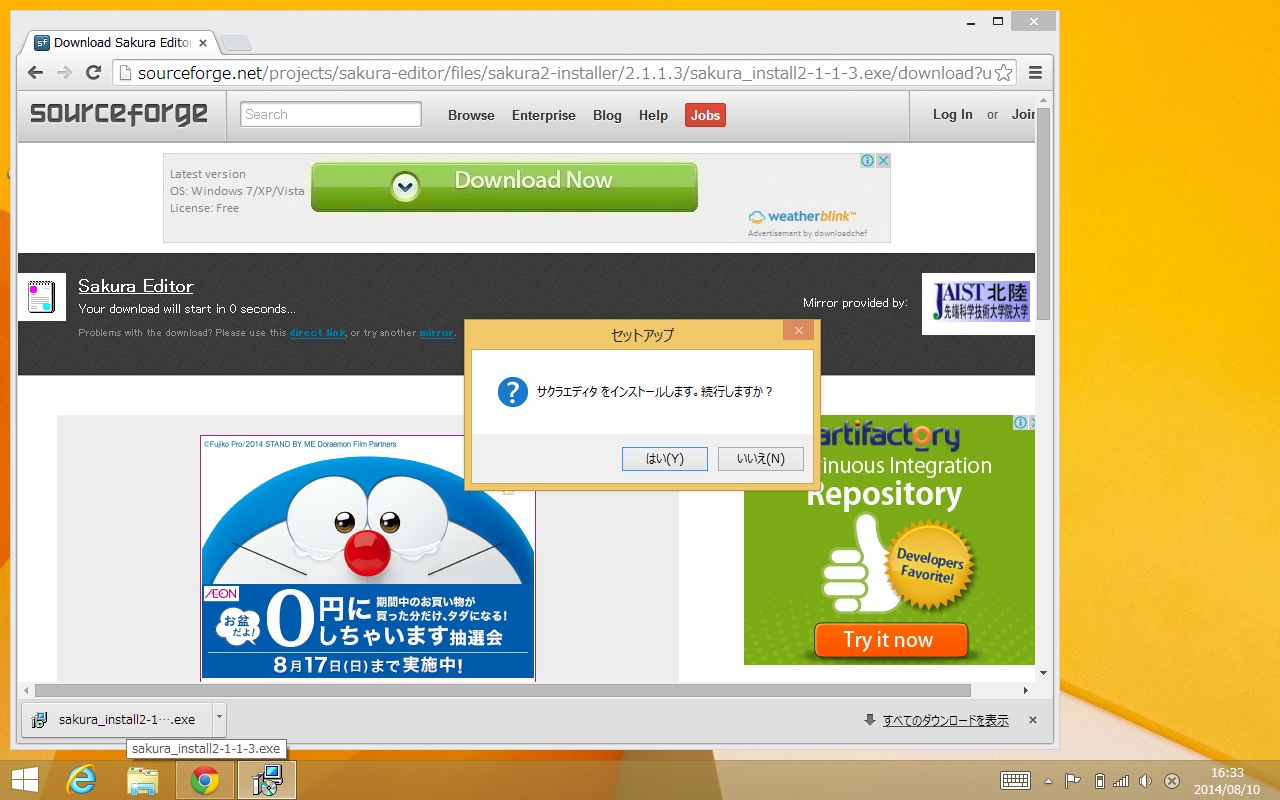 Download Sakura Edito
sourceforge.net/projects/sakura-editor/files/sakura2-installer/2.1.1.3/sakura_install2-1-1-3.exe/download?u
sourceforge
Search
Browse Enterprise Blog Help Jobs
Log In or Join
Latest version
OS: Windows 7/XP/Vista
License: Free
Download Now
weatherblink™
Advertisement by downloadchef
Sakura Editor
Your download will start in 0 seconds...
Problems with the download? Please use this direct link, or try another mirror.
Mirror provided by:
JAIST北陸
先端科学技術大学院大学
セットアップ
サクラエディタ をインストールします。続行しますか？
はい(Y)
いいえ(N)
©Fujiko Pro/2014 STAND BY ME Doraemon Film Partners
ÆON
お盆
だよ!
0円に
期間中のお買い物が
買った分だけ、タダになる!
しちゃいます抽選会
8月17日(日)まで実施中!
artifactory
inuous Integration
Repository
Developers
Favorite!
Try it now
sakura_install2-1….exe
すべてのダウンロードを表示
sakura_install2-1-1-3.exe
16:33
2014/08/10